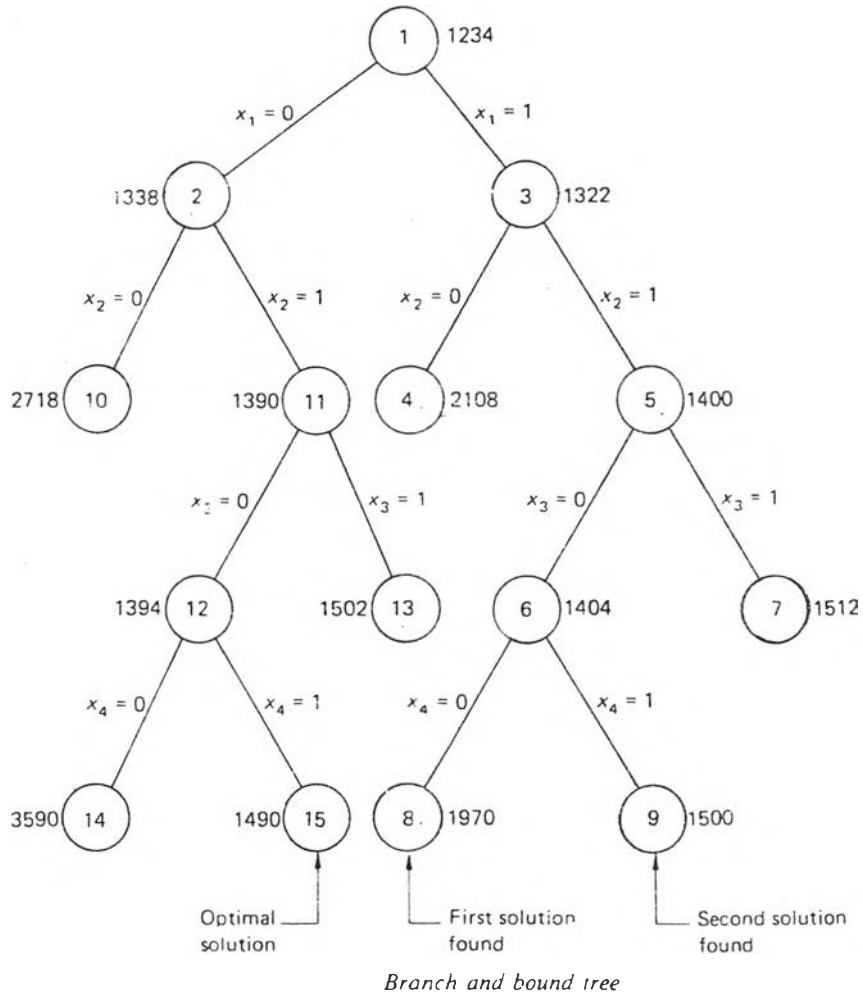 1 1234
x1 = 0 x1 = 1
1338 2 3 1322
x2 = 0 x2 = 1 x2 = 0 x2 = 1
2718 10 1390 11 4 2108 5 1400
x3 = 0 x3 = 1 x3 = 0 x3 = 1
1394 12 1502 13 6 1404 7 1512
x4 = 0 x4 = 1 x4 = 0 x4 = 1
3590 14 1490 15 8 1970 9 1500
Optimal First solution Second solution
solution found found
Branch and bound tree